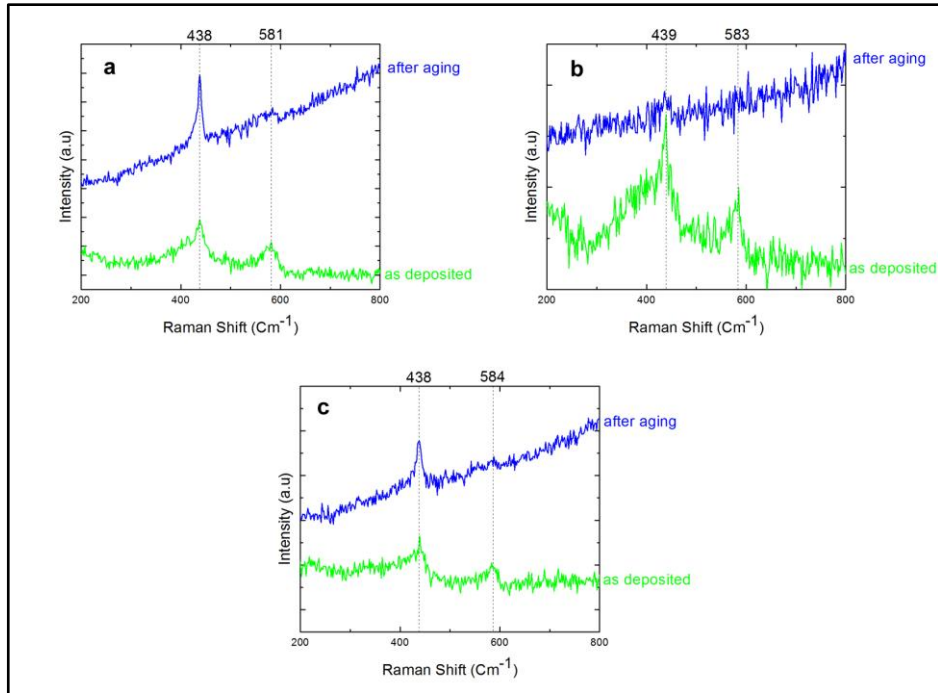 438 581
a
after aging
as deposited
Intensity (a.u)
200 400 600 800
Raman Shift (Cm-1)
439 583
b
after aging
as deposited
Intensity (a.u)
200 400 600 800
Raman Shift (Cm-1)
438 584
c
after aging
as deposited
Intensity (a.u)
200 400 600 800
Raman Shift (Cm-1)